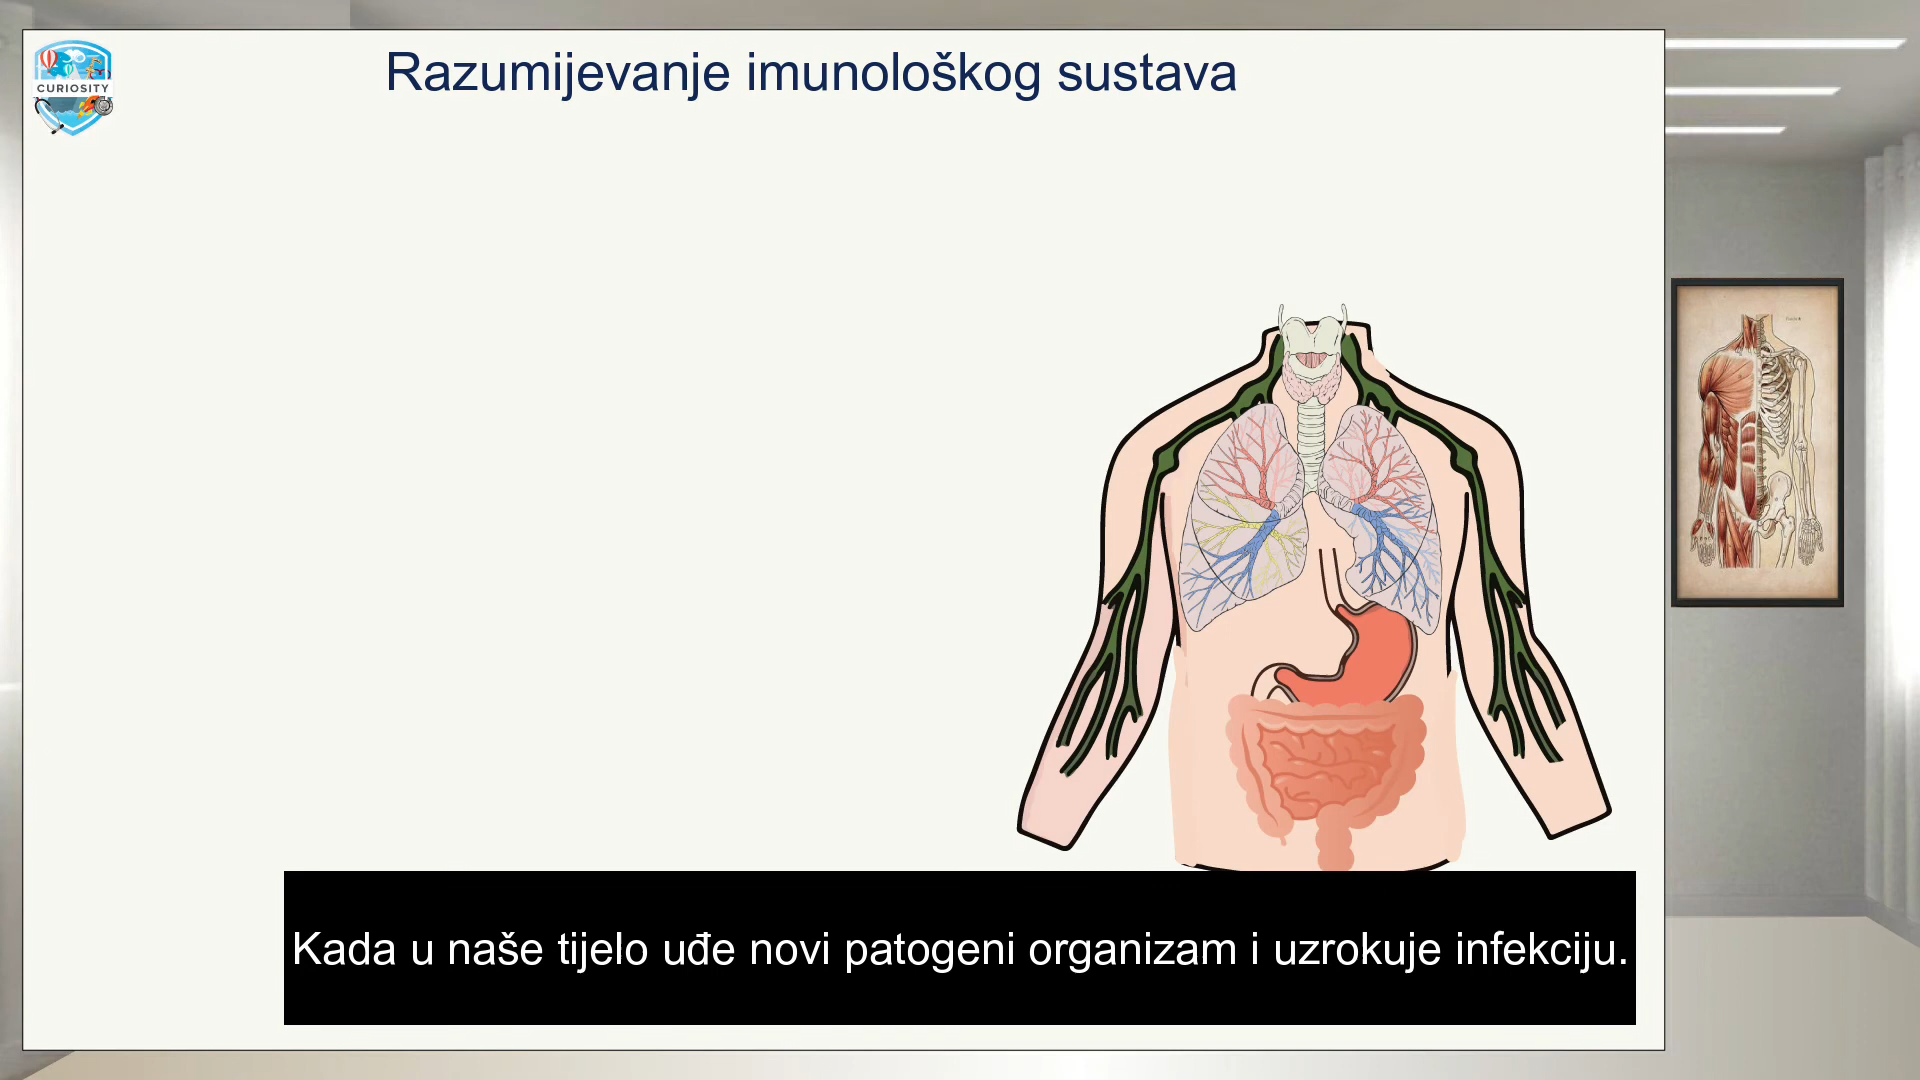 Razumijevanje imunološkog sustava
CURIOSITY
Kada u naše tijelo uđe novi patogeni organizam i uzrokuje infekciju.